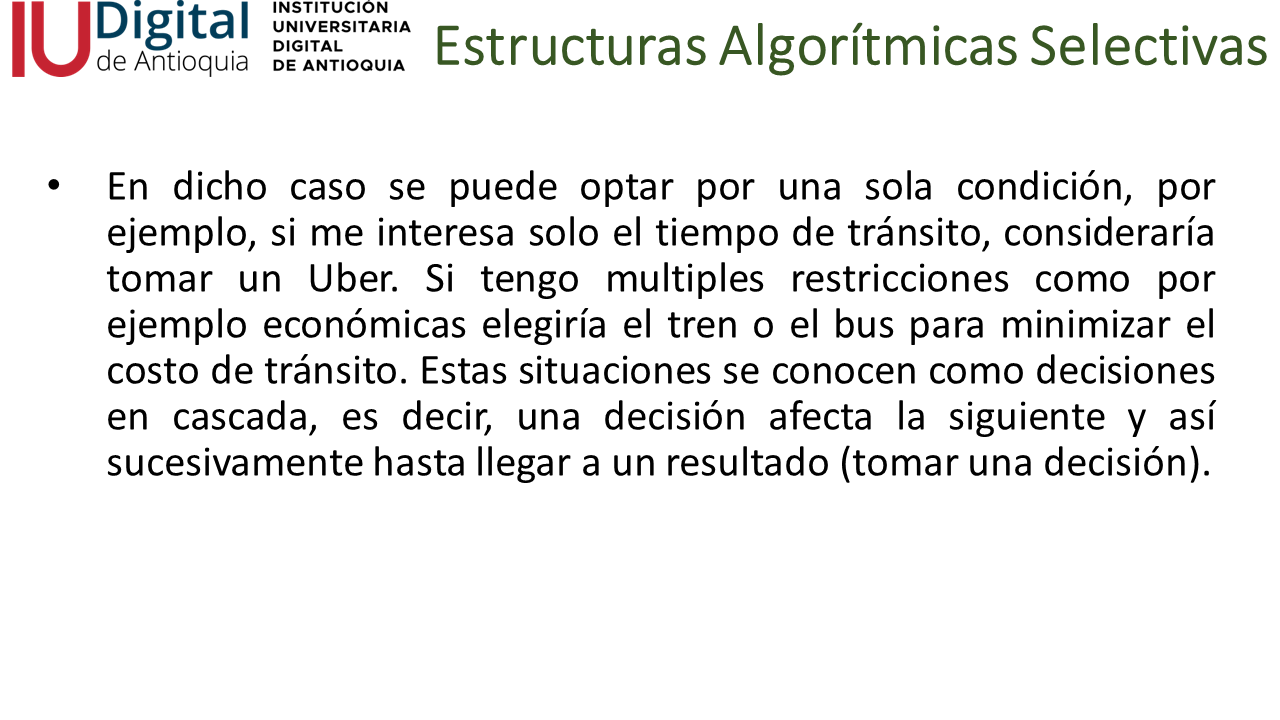 IU Digital
de Antioquia
INSTITUCIÓN
UNIVERSITARIA
DIGITAL
DE ANTIOQUIA
Estructuras Algorítmicas Selectivas
• En dicho caso se puede optar por una sola condición, por
ejemplo, si me interesa solo el tiempo de tránsito, consideraría
tomar un Uber. Si tengo multiples restricciones como por
ejemplo económicas elegiría el tren o el bus para minimizar el
costo de tránsito. Estas situaciones se conocen como decisiones
en cascada, es decir, una decisión afecta la siguiente y así
sucesivamente hasta llegar a un resultado (tomar una decisión).